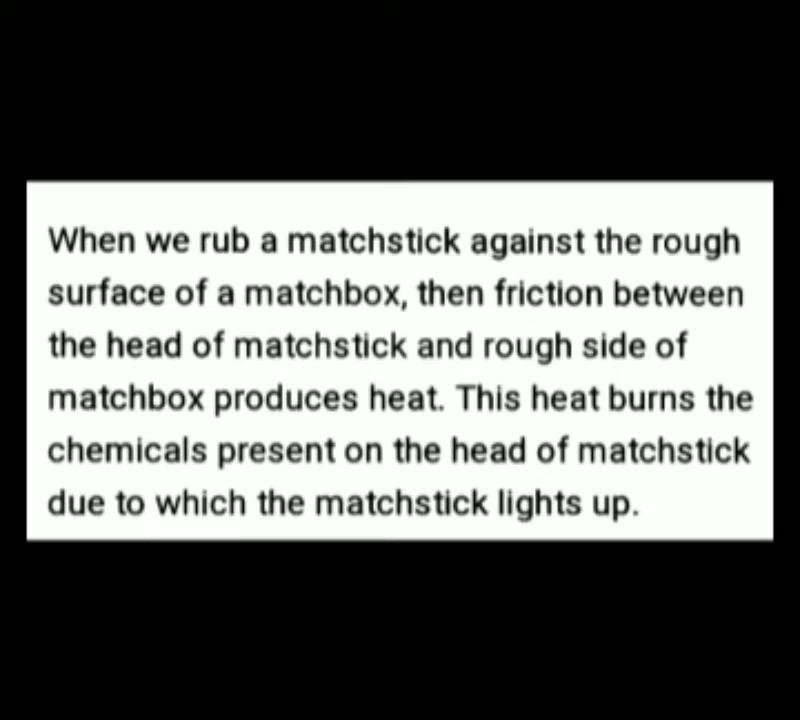 When we rub a matchstick against the rough
surface of a matchbox, then friction between
the head of matchstick and rough side of
matchbox produces heat. This heat burns the
chemicals present on the head of matchstick
due to which the matchstick lights up.